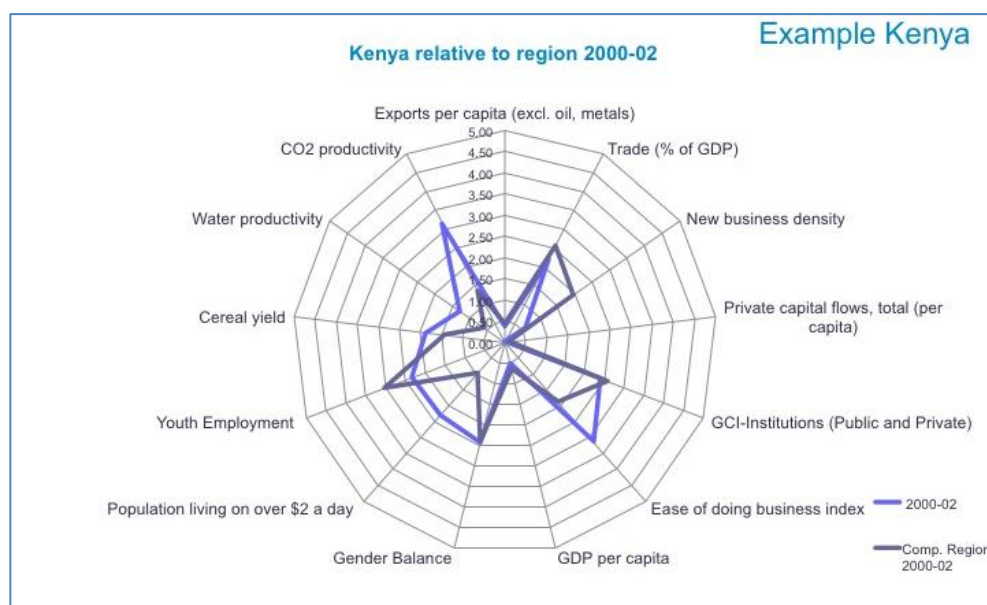 Example Kenya
Kenya relative to region 2000-02
Exports per capita (excl. oil, metals)
5.00
4.50
4.00
3.50
3.00
2.50
2.00
1.50
1.00
0.50
0.00
Trade (% of GDP)
New business density
Private capital flows, total (per
capita)
GCI-Institutions (Public and Private)
Ease of doing business index
GDP per capita
Gender Balance
Population living on over $2 a day
Youth Employment
Cereal yield
Water productivity
CO2 productivity
2000-02
Comp. Region
2000-02